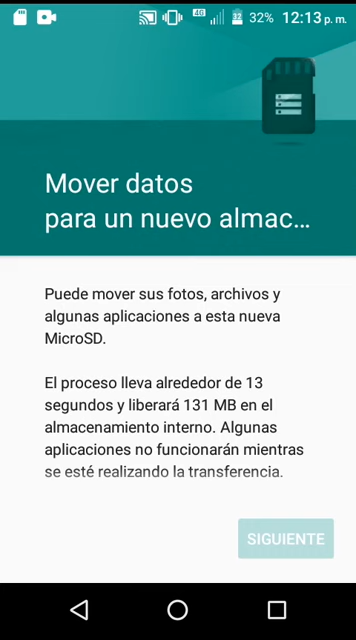 4G 32 32% 12:13 p. m.
Mover datos
para un nuevo almac...
Puede mover sus fotos, archivos y
algunas aplicaciones a esta nueva
MicroSD.
El proceso lleva alrededor de 13
segundos y liberará 131 MB en el
almacenamiento interno. Algunas
aplicaciones no funcionarán mientras
se esté realizando la transferencia.
SIGUIENTE